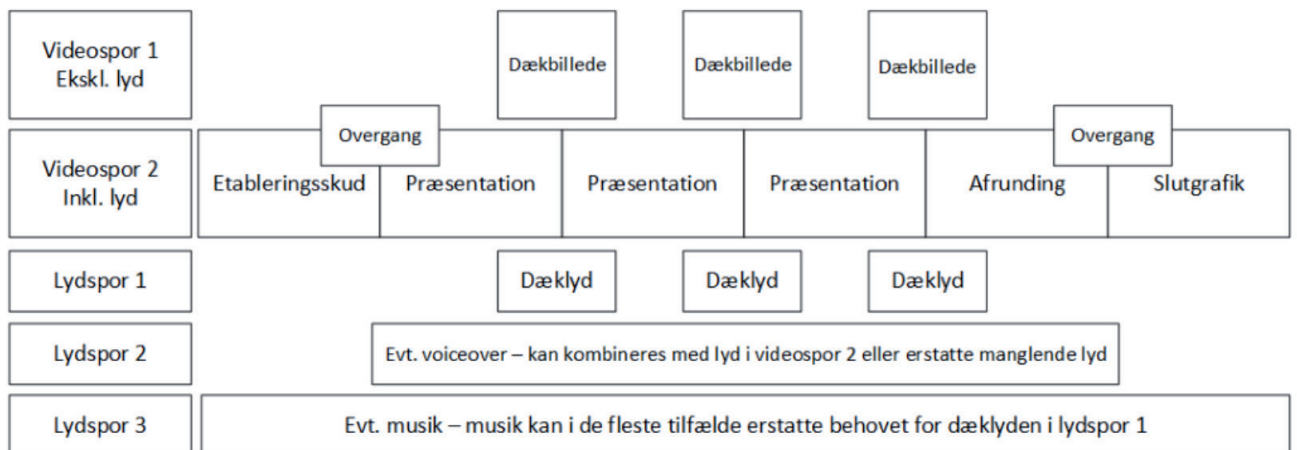 Videospor 1
Ekskl. lyd
Dækbillede
Dækbillede
Dækbillede
Overgang
Overgang
Videospor 2
Inkl. lyd
Etableringsskud
Præsentation
Præsentation
Præsentation
Afrunding
Slutgrafik
Lydspor 1
Dæklyd
Dæklyd
Dæklyd
Lydspor 2
Evt. voiceover – kan kombineres med lyd i videospor 2 eller erstatte manglende lyd
Lydspor 3
Evt. musik – musik kan i de fleste tilfælde erstatte behovet for dæklyden i lydspor 1